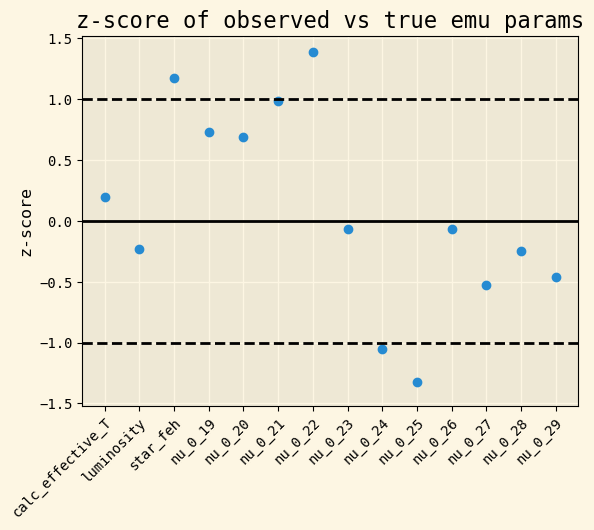 z-score of observed vs true emu params
z-score
1.5
1.0
0.5
0.0
−0.5
−1.0
−1.5
calc_effective_T
luminosity
star_feh
nu_0_19
nu_0_20
nu_0_21
nu_0_22
nu_0_23
nu_0_24
nu_0_25
nu_0_26
nu_0_27
nu_0_28
nu_0_29